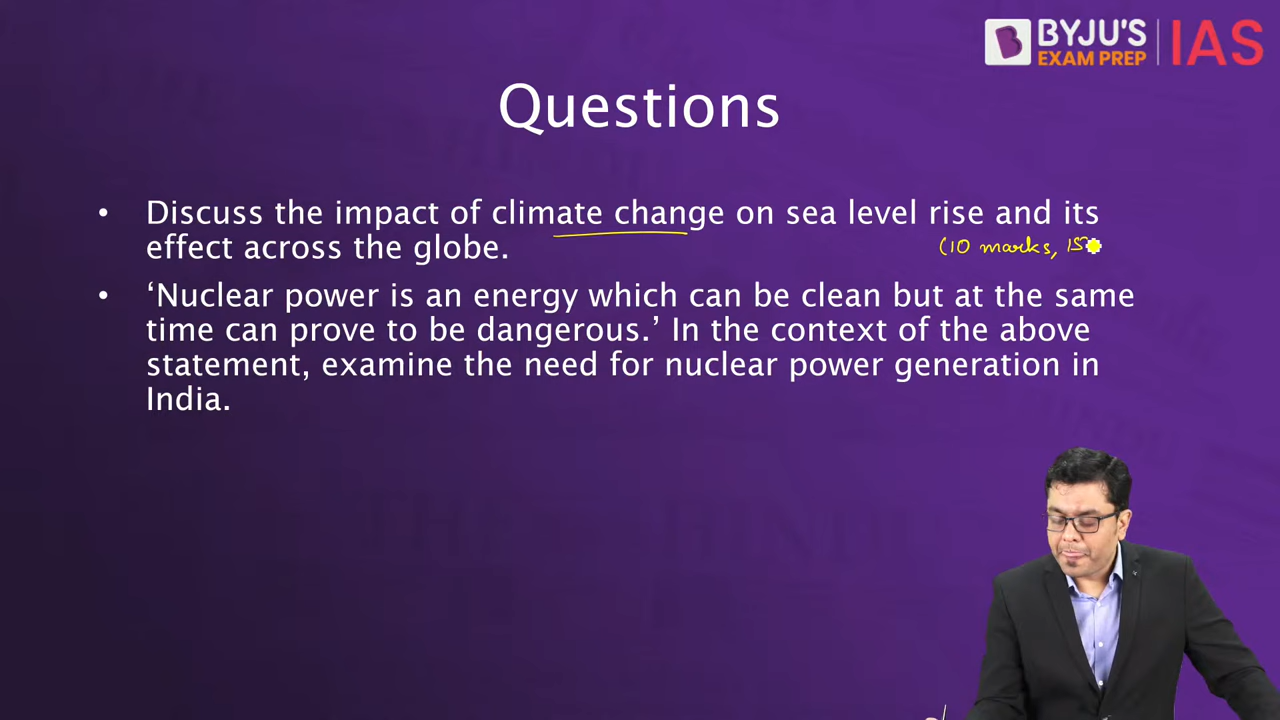 BYJU'S
EXAM PREP
IAS
Questions
• Discuss the impact of climate change on sea level rise and its
effect across the globe.
(10 marks, 15
• ‘Nuclear power is an energy which can be clean but at the same
time can prove to be dangerous.’ In the context of the above
statement, examine the need for nuclear power generation in
India.